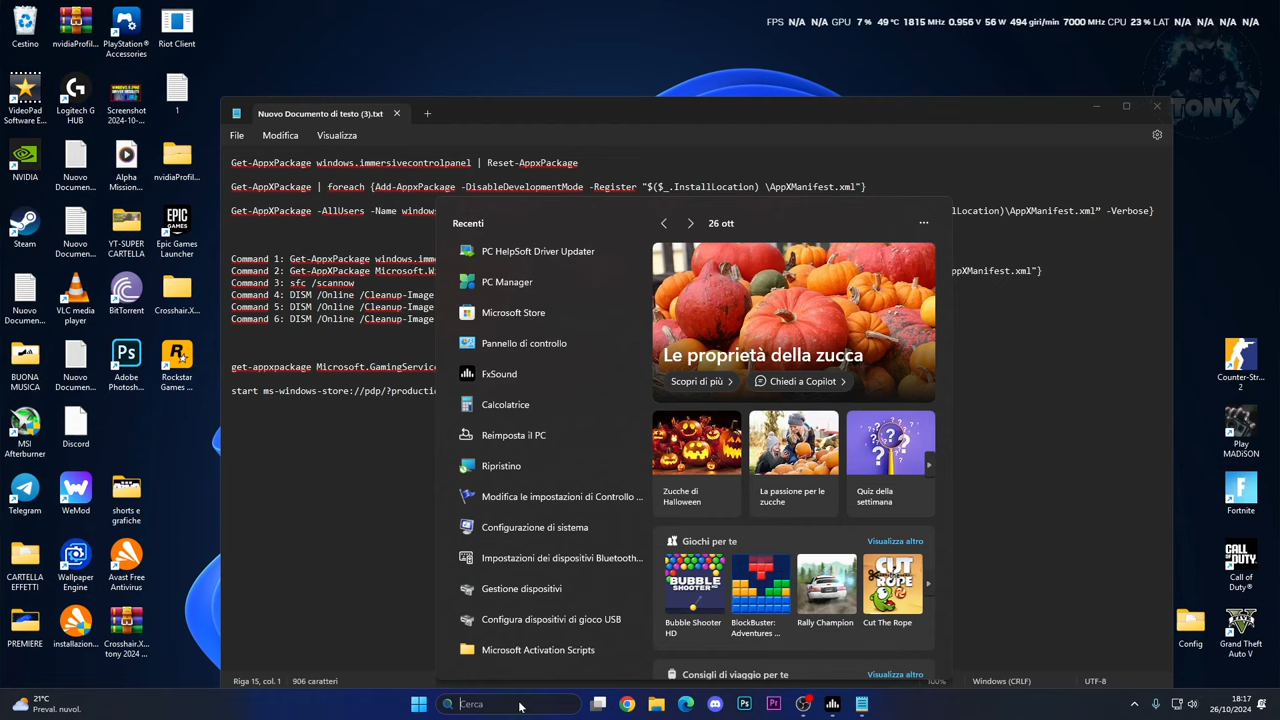 FPS N/A N/A GPU 7 % 49 °C 1815 MHz 0.956 V 56 W 494 giri/min 7000 MHz CPU 23 % LAT N/A N/A N/A N/A
TONY
Cestino
nvidiaProfil...
PlayStation®
Accessories
Riot Client
VideoPad
Software E...
Logitech G
HUB
Screenshot
2024-10-...
1
NVIDIA
Nuovo
Documen...
Alpha
Mission...
nvidiaProfil...
Steam
Nuovo
Documen...
YT-SUPER
CARTELLA
Epic Games
Launcher
Nuovo
Documen...
VLC media
player
BitTorrent
Crosshair.X...
BUONA
MUSICA
Nuovo
Documen...
Adobe
Photosh...
Rockstar
Games ...
MSI
Afterburner
Discord
Telegram
WeMod
shorts e
grafiche
CARTELLA
EFFETTI
Wallpaper
Engine
Avast Free
Antivirus
PREMIERE
installazion...
Crosshair.X...
tony 2024 ...
Nuovo Documento di testo (3).txt
File Modifica Visualizza
Get-AppxPackage windows.immersivecontrolpanel | Reset-AppxPackage
Get-AppXPackage | foreach {Add-AppxPackage -DisableDevelopmentMode -Register "$($_.InstallLocation) \AppXManifest.xml"}
Get-AppXPackage -AllUsers -Name windows
Location)\AppXManifest.xml” -Verbose}
Command 1: Get-AppxPackage windows.imme
Command 2: Get-AppXPackage Microsoft.Wi
ppXManifest.xml"}
Command 3: sfc /scannow
Command 4: DISM /Online /Cleanup-Image
Command 5: DISM /Online /Cleanup-Image
Command 6: DISM /Online /Cleanup-Image
get-appxpackage Microsoft.GamingService
start ms-windows-store://pdp/?producti
Riga 15, col. 1 906 caratteri
100% Windows (CRLF) UTF-8
Recenti
PC HelpSoft Driver Updater
PC Manager
Microsoft Store
Pannello di controllo
FxSound
Calcolatrice
Reimposta il PC
Ripristino
Modifica le impostazioni di Controllo ...
Configurazione di sistema
Impostazioni dei dispositivi Bluetooth...
Gestione dispositivi
Configura dispositivi di gioco USB
Microsoft Activation Scripts
26 ott
Le proprietà della zucca
Scopri di più
Chiedi a Copilot
Zucche di
Halloween
La passione per le
zucche
Quiz della
settimana
Giochi per te
Visualizza altro
BUBBLE
SHOOTER
HD
CUT
ROPE
Bubble Shooter
HD
BlockBuster:
Adventures ...
Rally Champion
Cut The Rope
Consigli di viaggio per te
Visualizza altro
Counter-Str...
2
Play
MADiSON
Fortnite
Call of
Duty®
Config
Grand Theft
Auto V
21°C
Preval. nuvol.
Cerca
18:17
26/10/2024